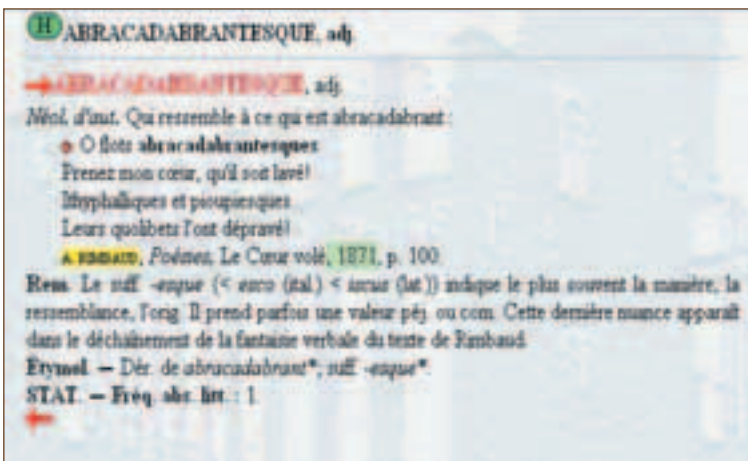 H ABRACADABRANTESQUE, adj.
ABRACADABRANTESQUE, adj.
Néol. d'aut. Qui ressemble à ce qui est abracadabrant :
O flots abracadabrantesques
Prenez mon cœur, qu'il soit lavé!
Ithyphalliques et pioupiesques
Leurs quolibets l'ont dépravé!
A. RIMBAUD, Poésies, Le Cœur volé, 1871, p. 100.
Rem. Le suff. -esque (< esco (ital.) < iscus (lat.)) indique le plus souvent la manière, la
ressemblance, l'orig. Il prend parfois une valeur péj. ou com. Cette dernière nuance apparaît
dans le déchaînement de la fantaisie verbale du texte de Rimbaud.
Étymol. — Dér. de abracadabrant*; suff. -esque*.
STAT. — Fréq. abs. litt. : 1.